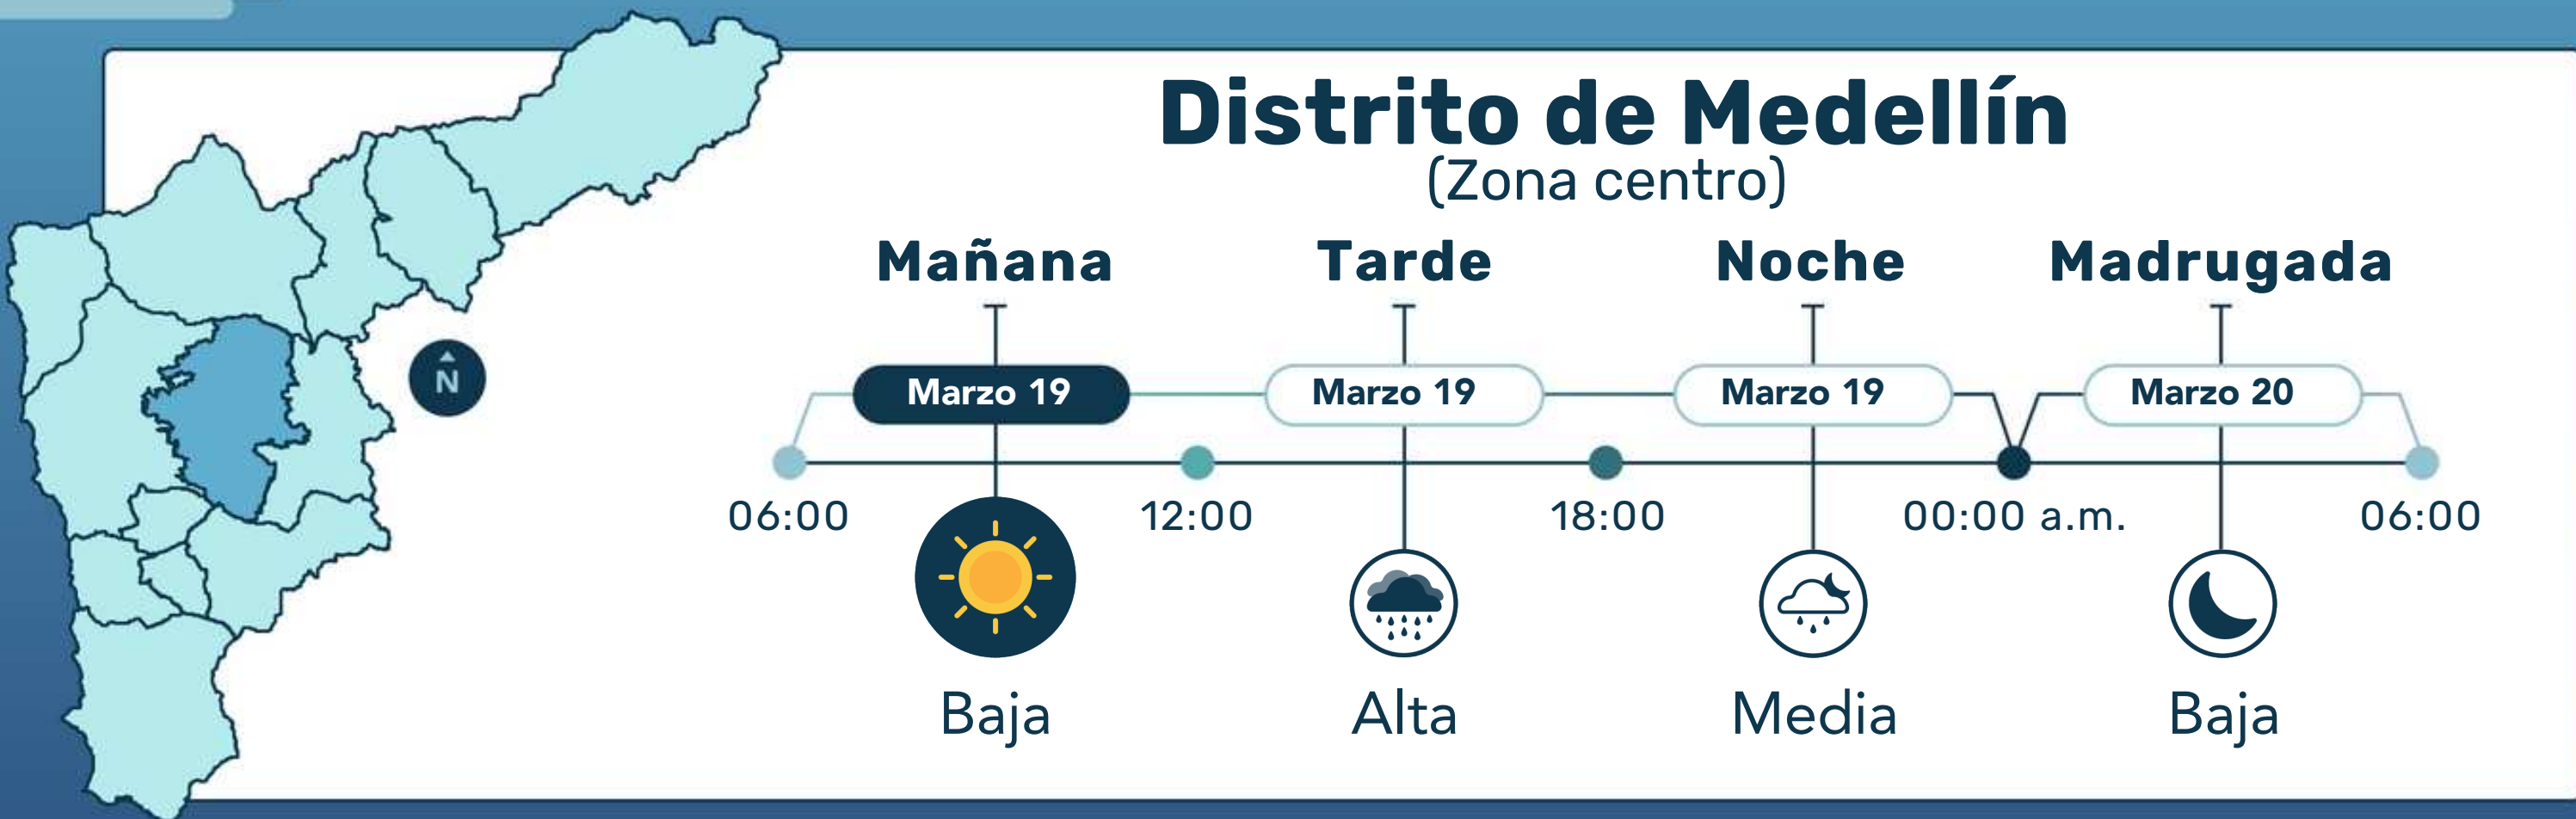 Distrito de Medellín
(Zona centro)
Mañana Tarde Noche Madrugada
Marzo 19 Marzo 19 Marzo 19 Marzo 20
N
06:00 12:00 18:00 00:00 a.m. 06:00
Baja Alta Media Baja